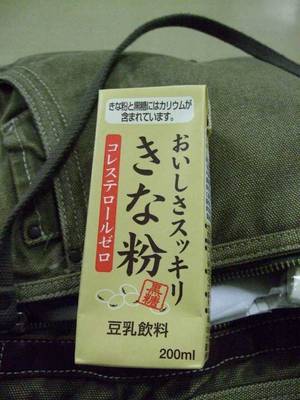 きな粉と黒糖にはカリウムが
含まれています。
おいしさスッキリ
きな粉
コレステロールゼロ
黒糖
豆乳飲料
200ml